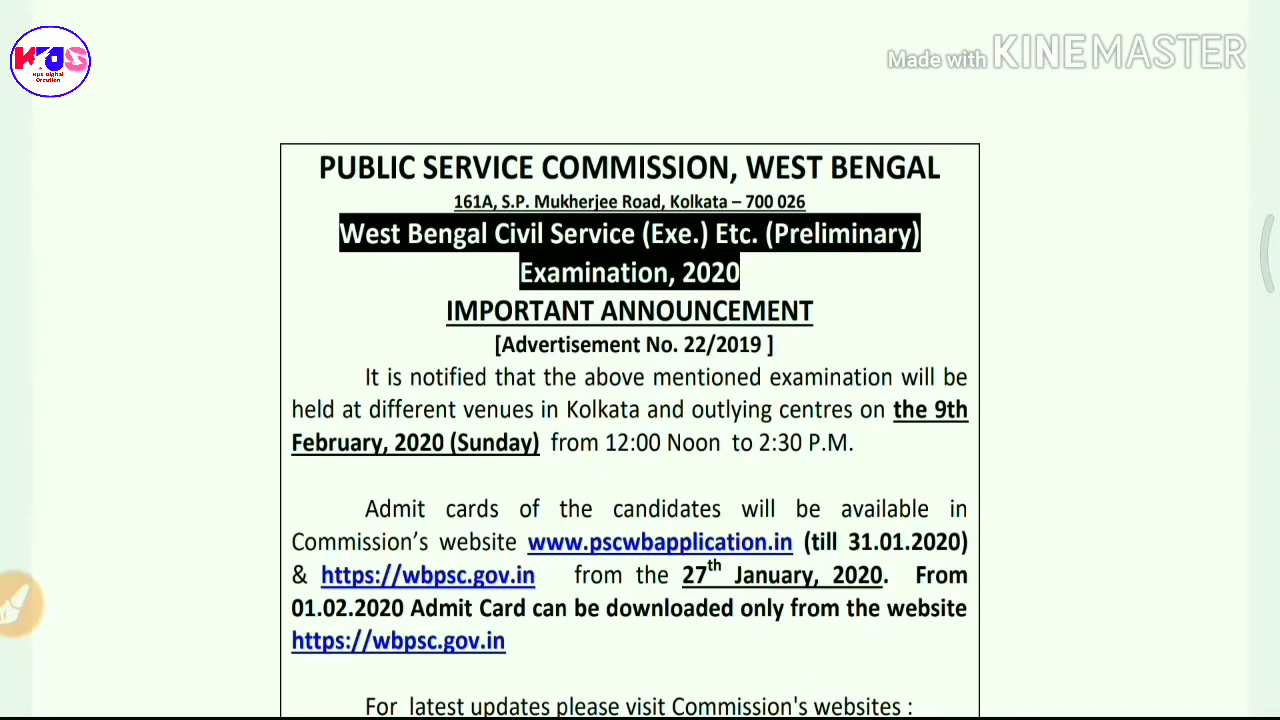 KDS
Kps Digital
Creation
Made with KINEMASTER
PUBLIC SERVICE COMMISSION, WEST BENGAL
161A, S.P. Mukherjee Road, Kolkata – 700 026
West Bengal Civil Service (Exe.) Etc. (Preliminary)
Examination, 2020
IMPORTANT ANNOUNCEMENT
[Advertisement No. 22/2019 ]
It is notified that the above mentioned examination will be
held at different venues in Kolkata and outlying centres on the 9th
February, 2020 (Sunday) from 12:00 Noon to 2:30 P.M.
Admit cards of the candidates will be available in
Commission's website www.pscwbapplication.in (till 31.01.2020)
& https://wbpsc.gov.in from the 27th January, 2020. From
01.02.2020 Admit Card can be downloaded only from the website
https://wbpsc.gov.in
For latest updates please visit Commission's websites :